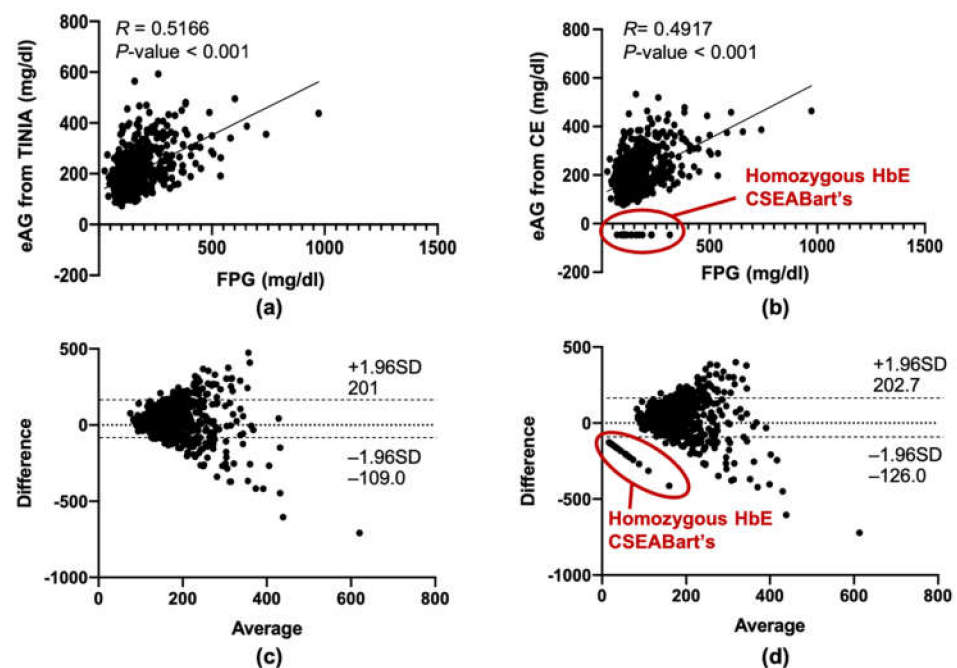 R = 0.5166
P-value < 0.001
eAG from TINIA (mg/dl)
800
600
400
200
0
-200
500
1000
1500
FPG (mg/dl)
(a)
R= 0.4917
P-value < 0.001
eAG from CE (mg/dl)
800
600
400
200
0
-200
Homozygous HbE
CSEABart's
500
1000
1500
FPG (mg/dl)
(b)
Difference
500
0
-500
-1000
+1.96SD
201
–1.96SD
–109.0
0
200
400
600
800
Average
(c)
Difference
500
0
-500
-1000
+1.96SD
202.7
–1.96SD
–126.0
Homozygous HbE
CSEABart's
0
200
400
600
800
Average
(d)